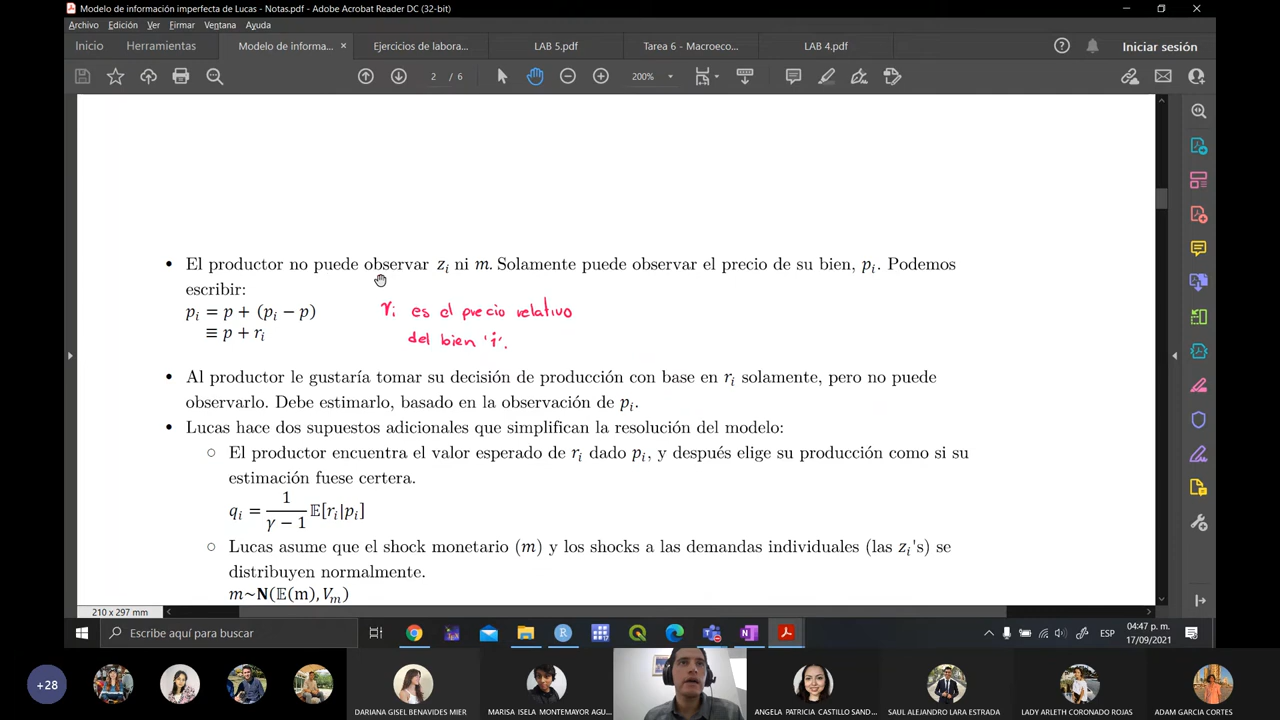 Modelo de información imperfecta de Lucas - Notas.pdf - Adobe Acrobat Reader DC (32-bit)
Archivo Edición Ver Firmar Ventana Ayuda
Inicio Herramientas Modelo de informa... × Ejercicios de labora... LAB 5.pdf Tarea 6 - Macroeco... LAB 4.pdf Iniciar sesión
2 / 6 200%
• El productor no puede observar zᵢ ni m. Solamente puede observar el precio de su bien, pᵢ. Podemos
escribir:
pᵢ = p + (pᵢ − p)
≡ p + rᵢ
rᵢ es el precio relativo
del bien 'i'.
• Al productor le gustaría tomar su decisión de producción con base en rᵢ solamente, pero no puede
observarlo. Debe estimarlo, basado en la observación de pᵢ.
• Lucas hace dos supuestos adicionales que simplifican la resolución del modelo:
○ El productor encuentra el valor esperado de rᵢ dado pᵢ, y después elige su producción como si su
estimación fuese certera.
qᵢ = 1/(γ − 1) 𝔼[rᵢ|pᵢ]
○ Lucas asume que el shock monetario (m) y los shocks a las demandas individuales (las zᵢ's) se
distribuyen normalmente.
m~N(𝔼(m), Vₘ)
210 x 297 mm
Escribe aquí para buscar
ESP
04:47 p. m.
17/09/2021
+28
DARIANA GISEL BENAVIDES MIER
MARISA ISELA MONTEMAYOR AGU...
ANGELA PATRICIA CASTILLO SAND...
SAUL ALEJANDRO LARA ESTRADA
LADY ARLETH CORONADO ROJAS
ADAM GARCIA CORTES